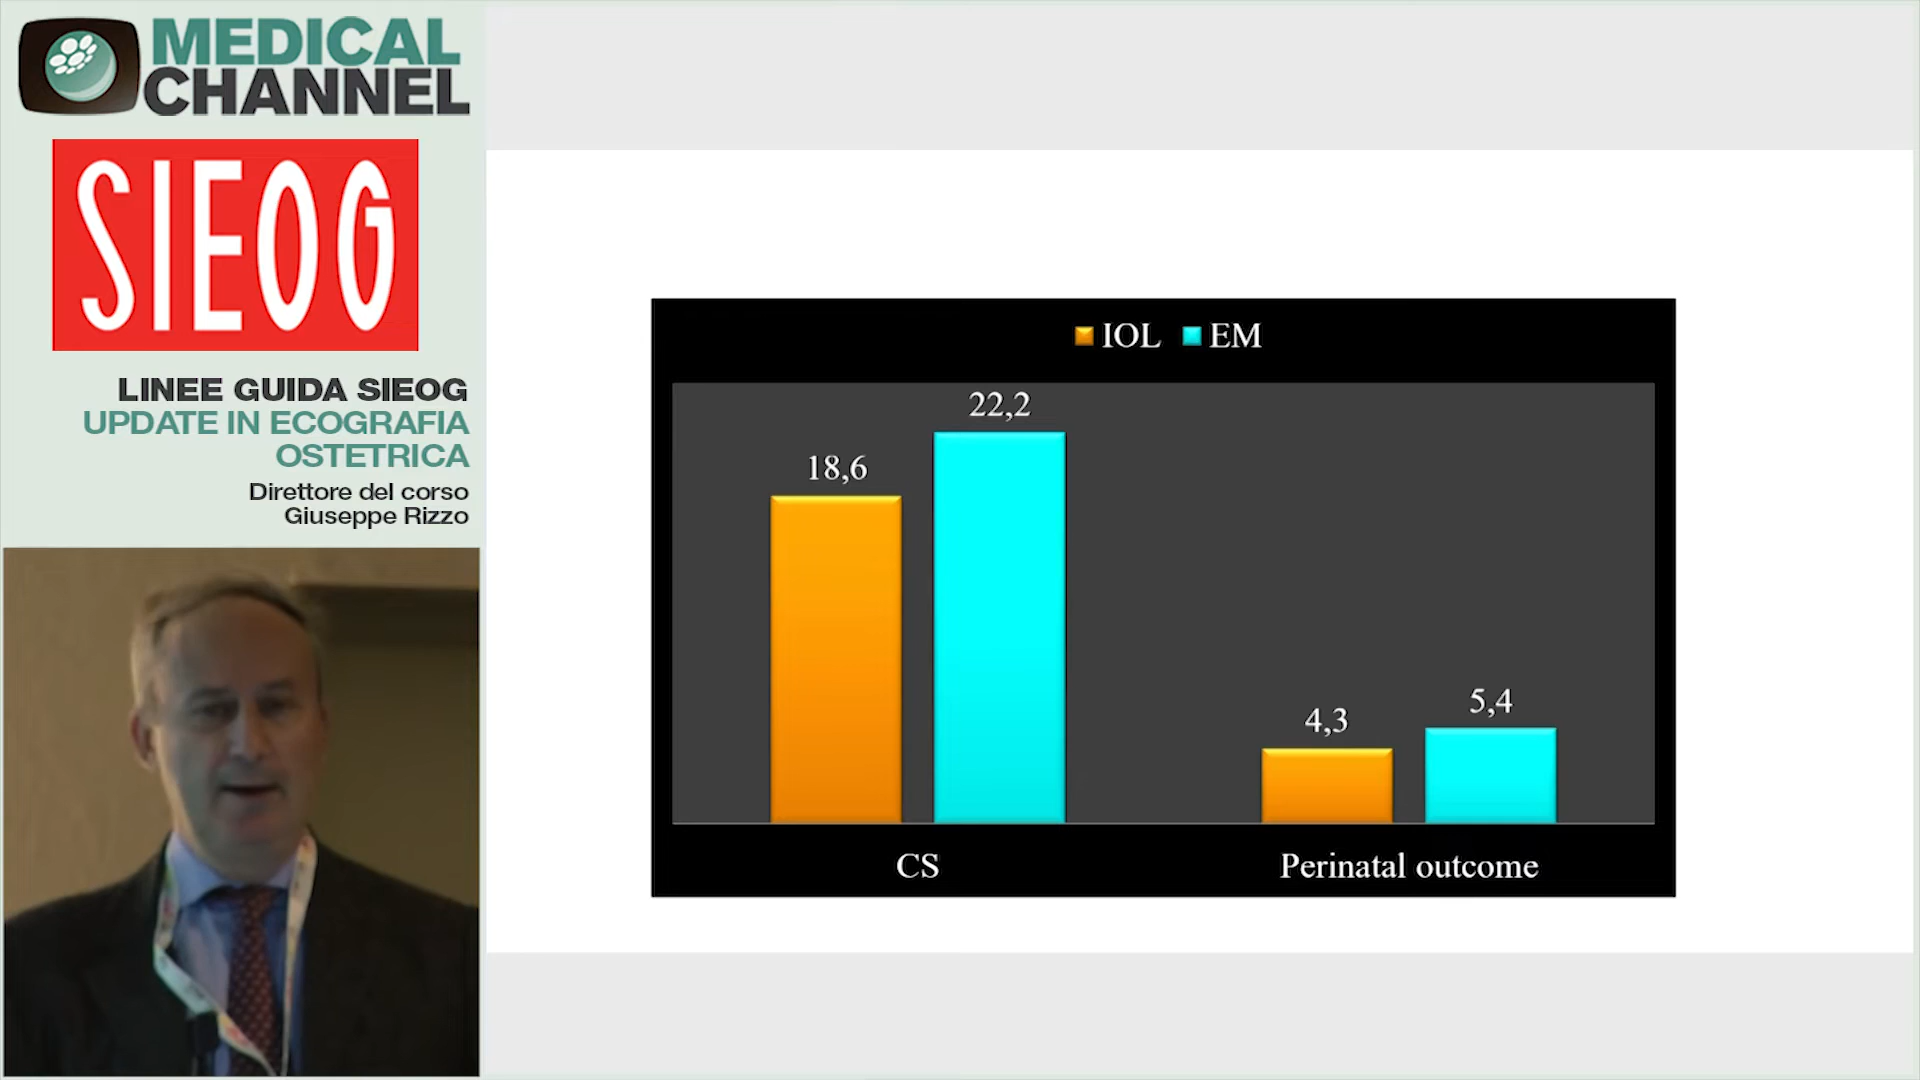 MEDICAL
CHANNEL
SIEOG
LINEE GUIDA SIEOG
UPDATE IN ECOGRAFIA
OSTETRICA
Direttore del corso
Giuseppe Rizzo
IOL EM
22,2
18,6
5,4
4,3
CS Perinatal outcome